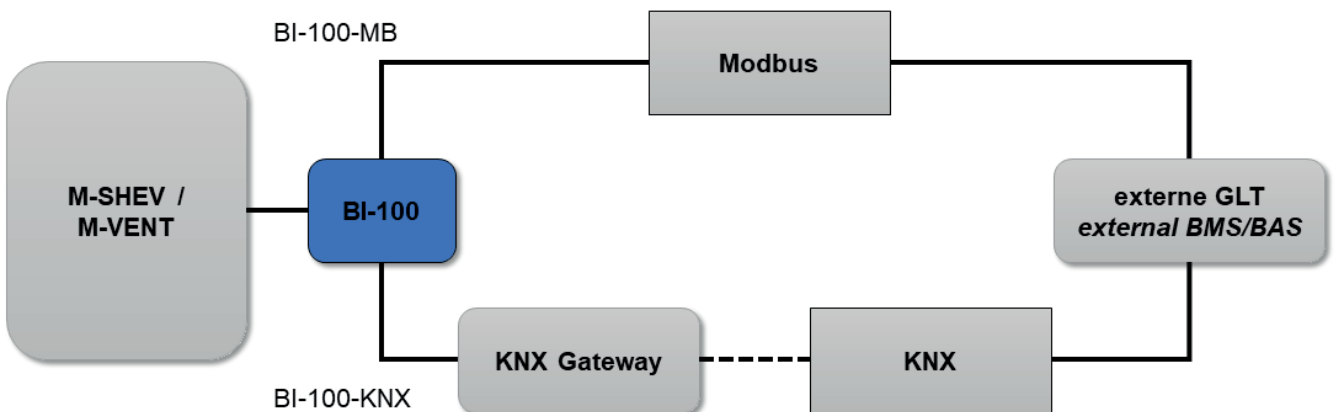 BI-100-MB
Modbus
M-SHEV /
M-VENT
BI-100
externe GLT
external BMS/BAS
KNX Gateway
KNX
BI-100-KNX